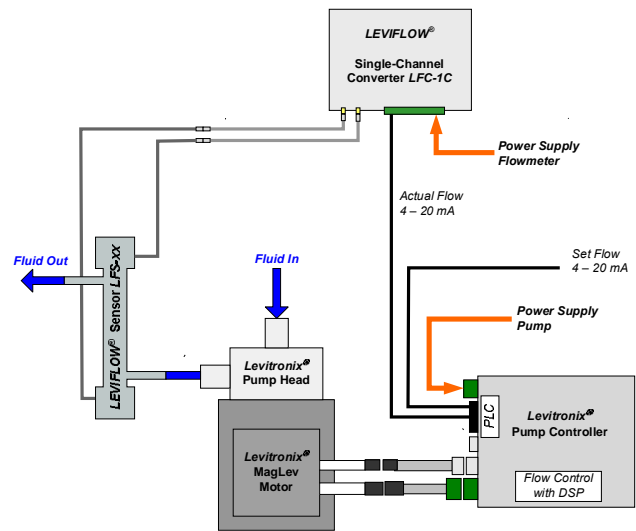 LEVIFLOW®
Single-Channel
Converter LFC-1C
Power Supply
Flowmeter
Actual Flow
4 – 20 mA
Set Flow
4 – 20 mA
Fluid Out
Fluid In
LEVIFLOW® Sensor LFS-XX
Power Supply
Pump
Levitronix®
Pump Head
PLC
Levitronix®
Pump Controller
Levitronix®
MagLev
Motor
Flow Control
with DSP